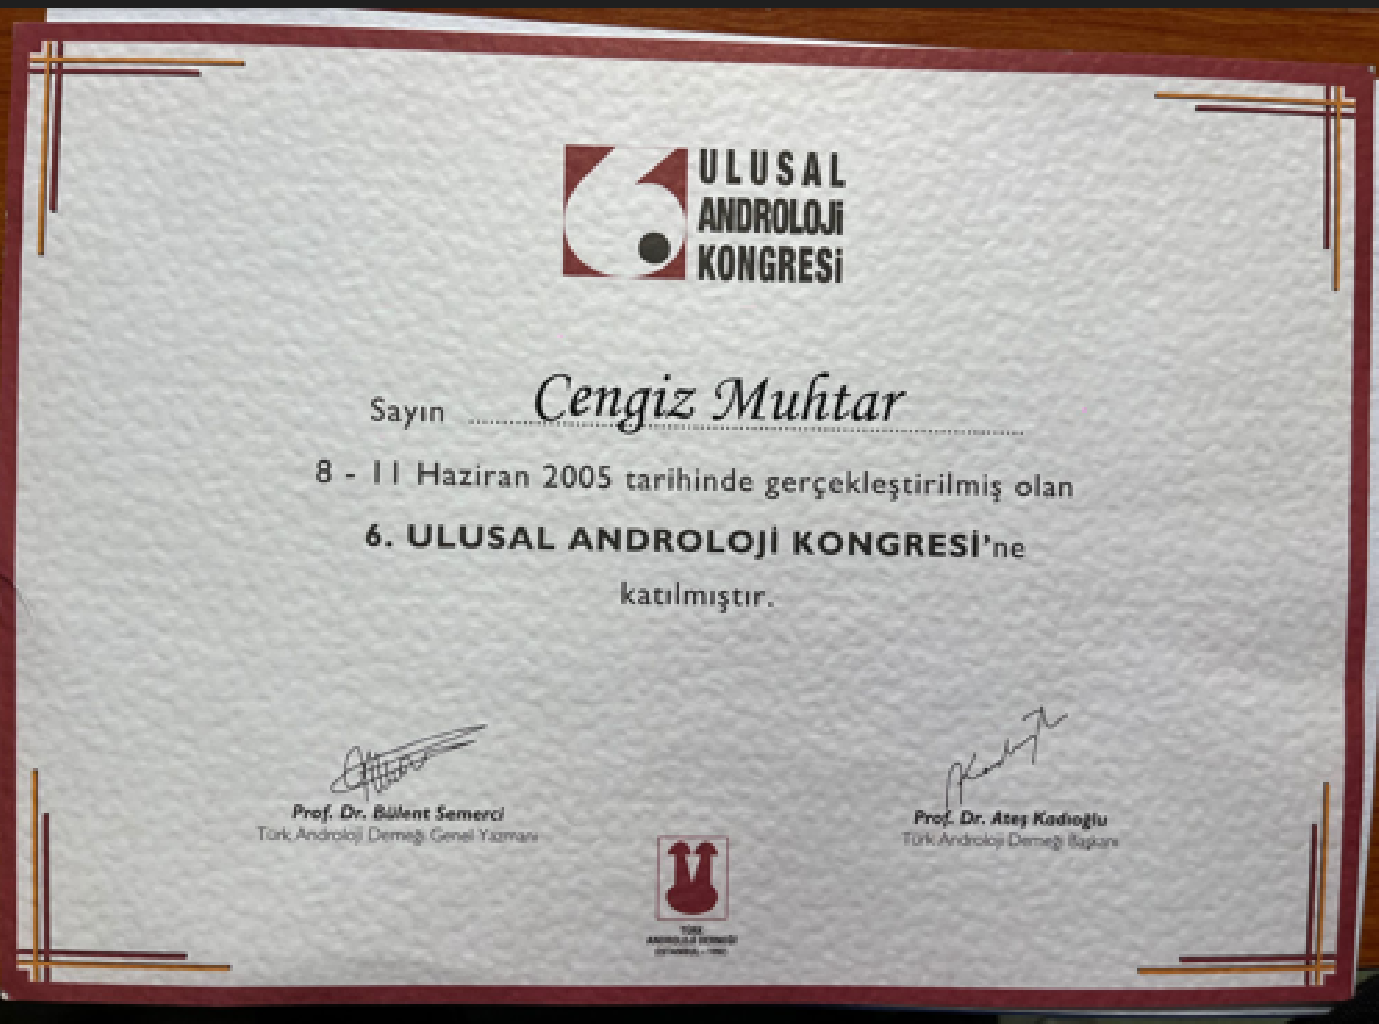 6 ULUSAL
ANDROLOJi
KONGRESi
Sayın Cengiz Muhtar
8 - 11 Haziran 2005 tarihinde gerçekleştirilmiş olan
6. ULUSAL ANDROLOJİ KONGRESİ'ne
katılmıştır.
Prof. Dr. Bülent Semerci
Türk Androloji Derneği Genel Yazmanı
Prof. Dr. Ateş Kadıoğlu
Türk Androloji Derneği Başkanı
TÜRK
ANDROLOJİ DERNEĞİ
İSTANBUL -